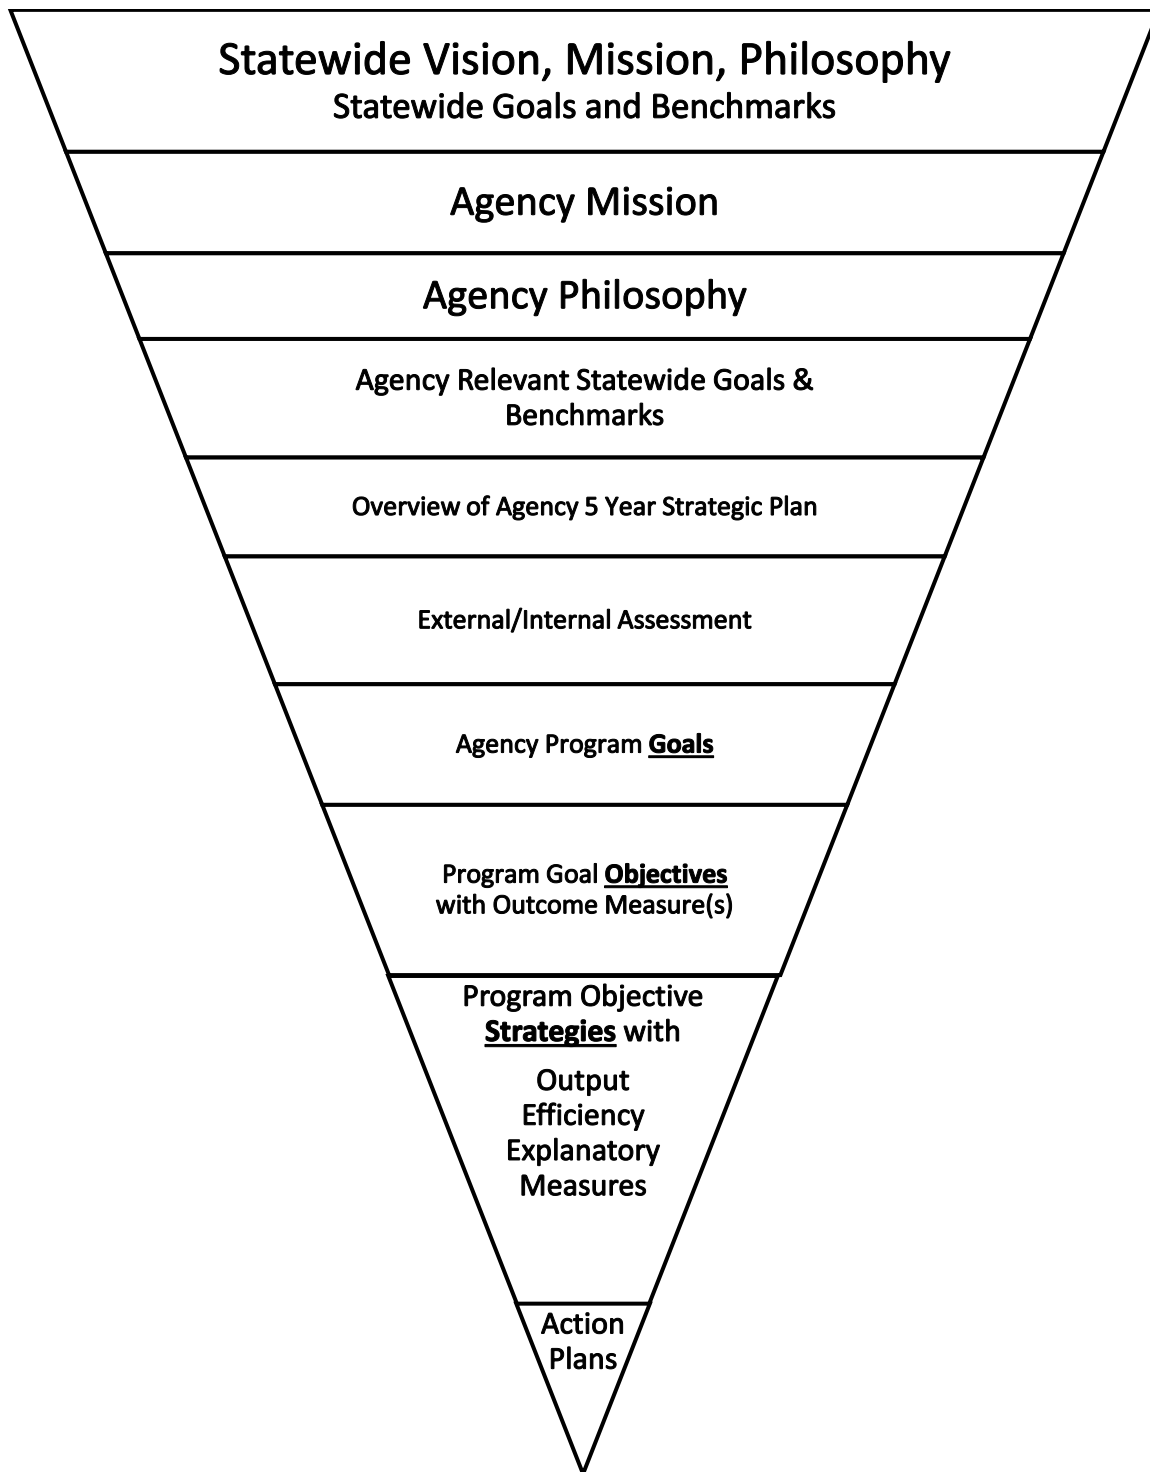 Statewide Vision, Mission, Philosophy
Statewide Goals and Benchmarks
Agency Mission
Agency Philosophy
Agency Relevant Statewide Goals &
Benchmarks
Overview of Agency 5 Year Strategic Plan
External/Internal Assessment
Agency Program Goals
Program Goal Objectives
with Outcome Measure(s)
Program Objective
Strategies with
Output
Efficiency
Explanatory
Measures
Action
Plans